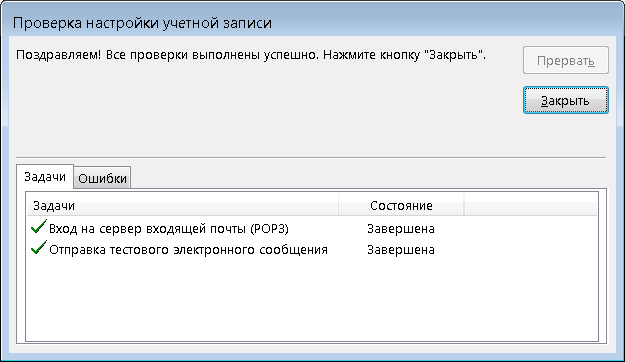 Проверка настройки учетной записи
Поздравляем! Все проверки выполнены успешно. Нажмите кнопку "Закрыть".
Прервать
Закрыть
Задачи Ошибки
Задачи Состояние
Вход на сервер входящей почты (POP3) Завершена
Отправка тестового электронного сообщения Завершена